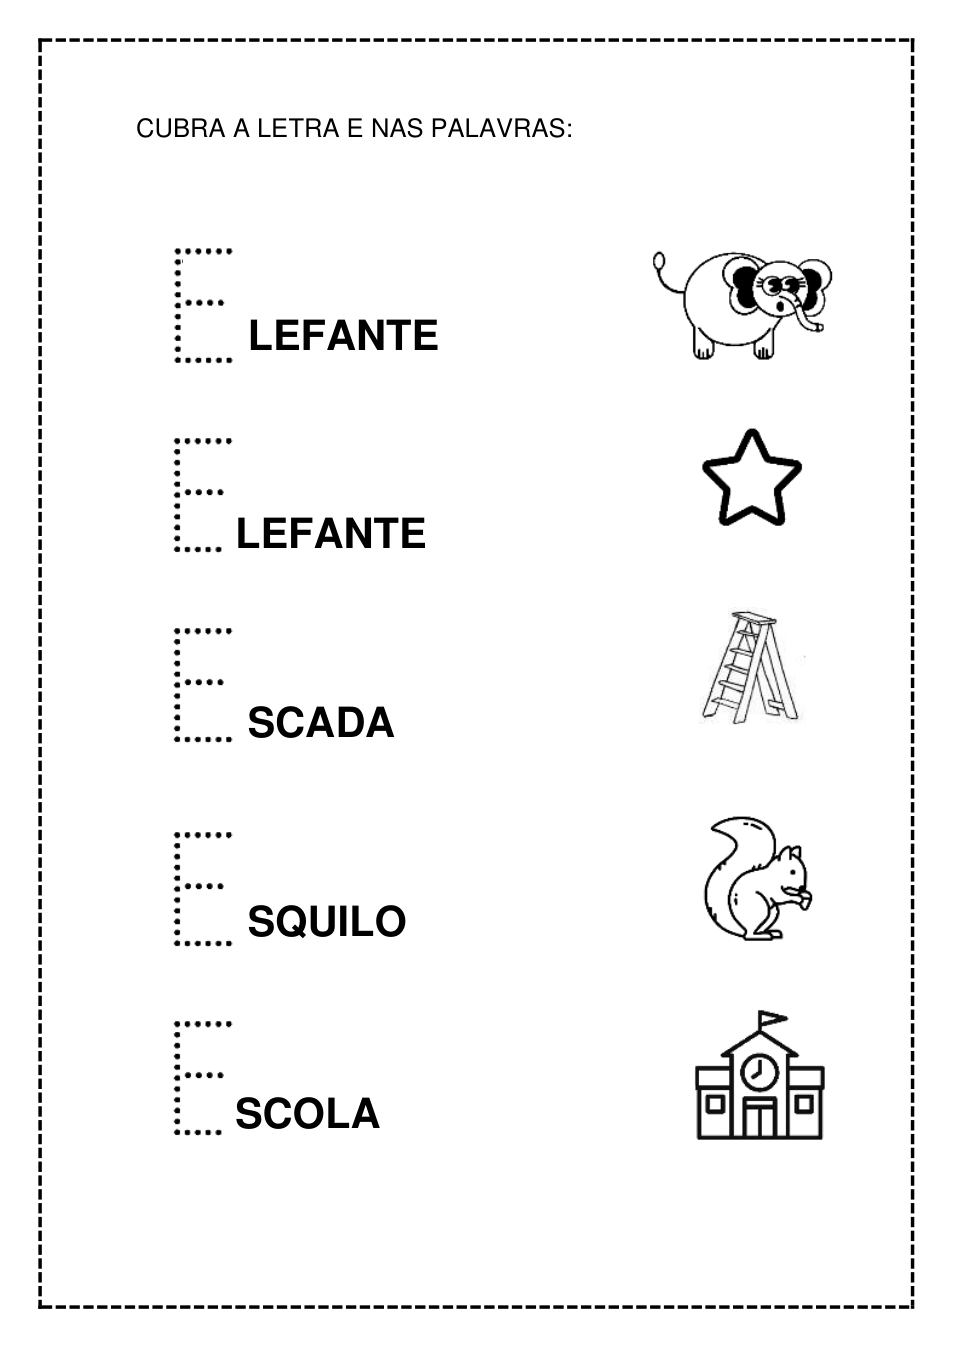 CUBRA A LETRA E NAS PALAVRAS:
E LEFANTE
E LEFANTE
E SCADA
E SQUILO
E SCOLA